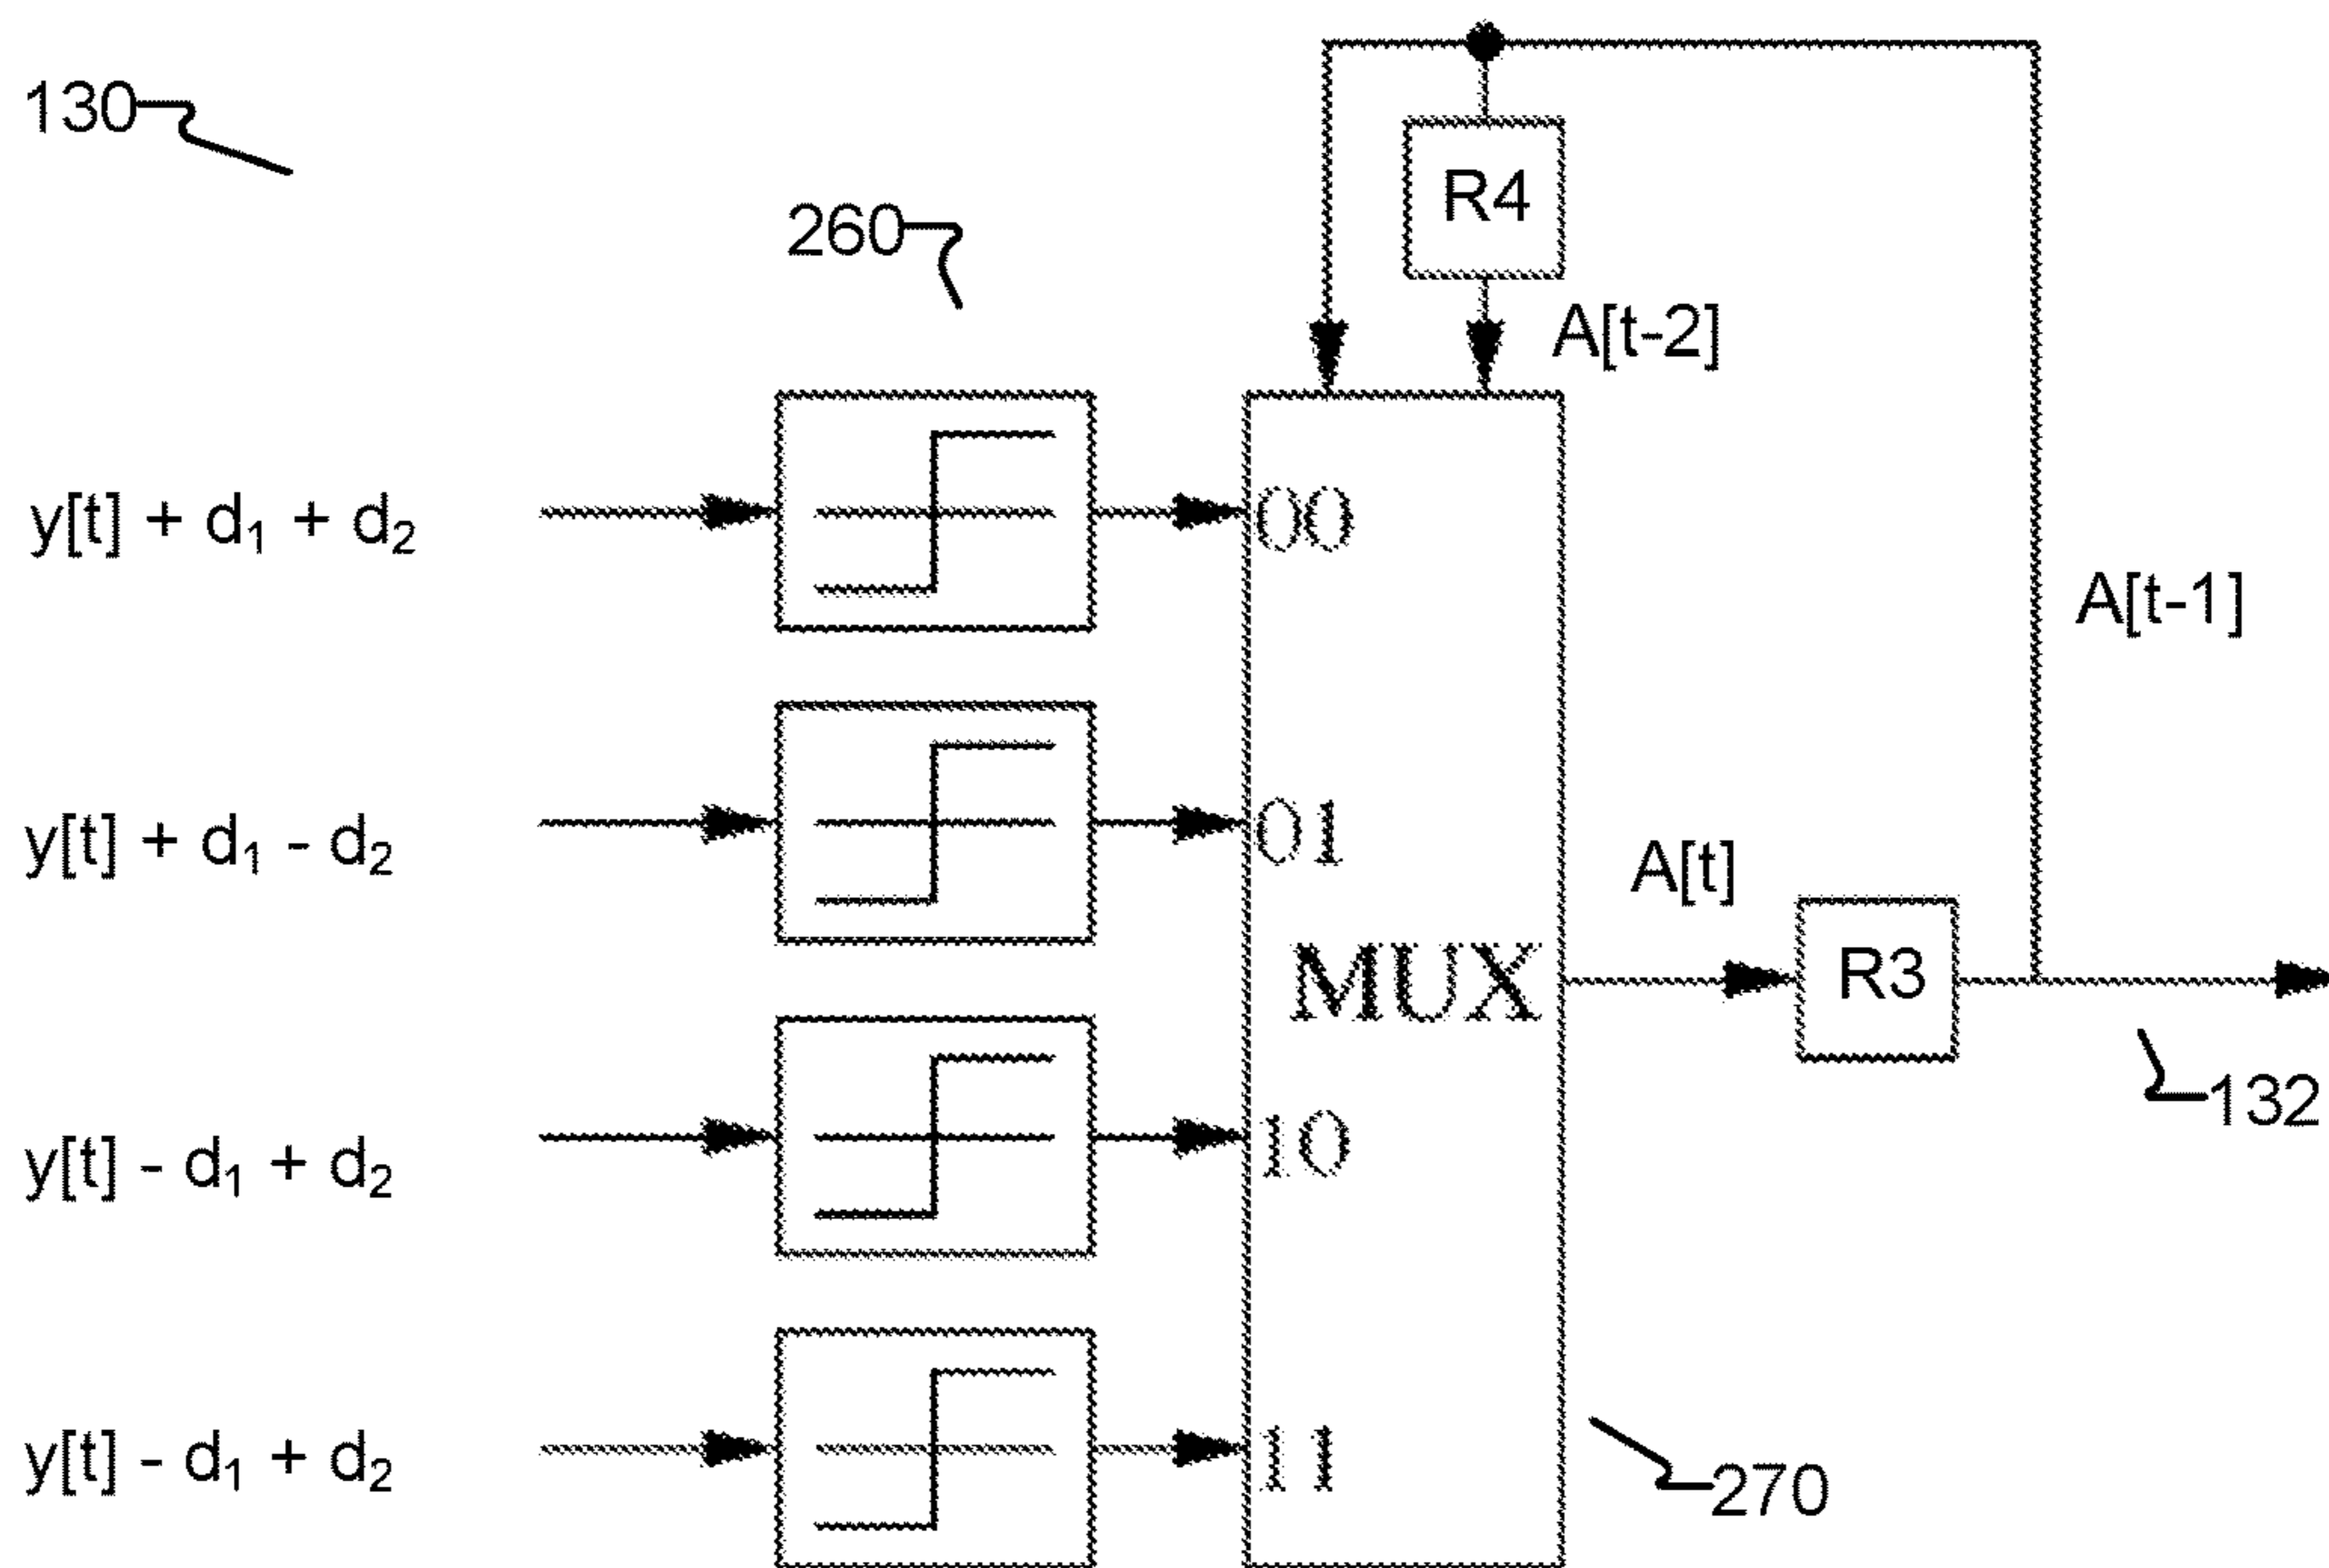 130
260
R4
A[t-2]
y[t] + d₁ + d₂
00
A[t-1]
y[t] + d₁ - d₂
01
A[t]
MUX
R3
y[t] - d₁ + d₂
10
132
y[t] - d₁ + d₂
11
270